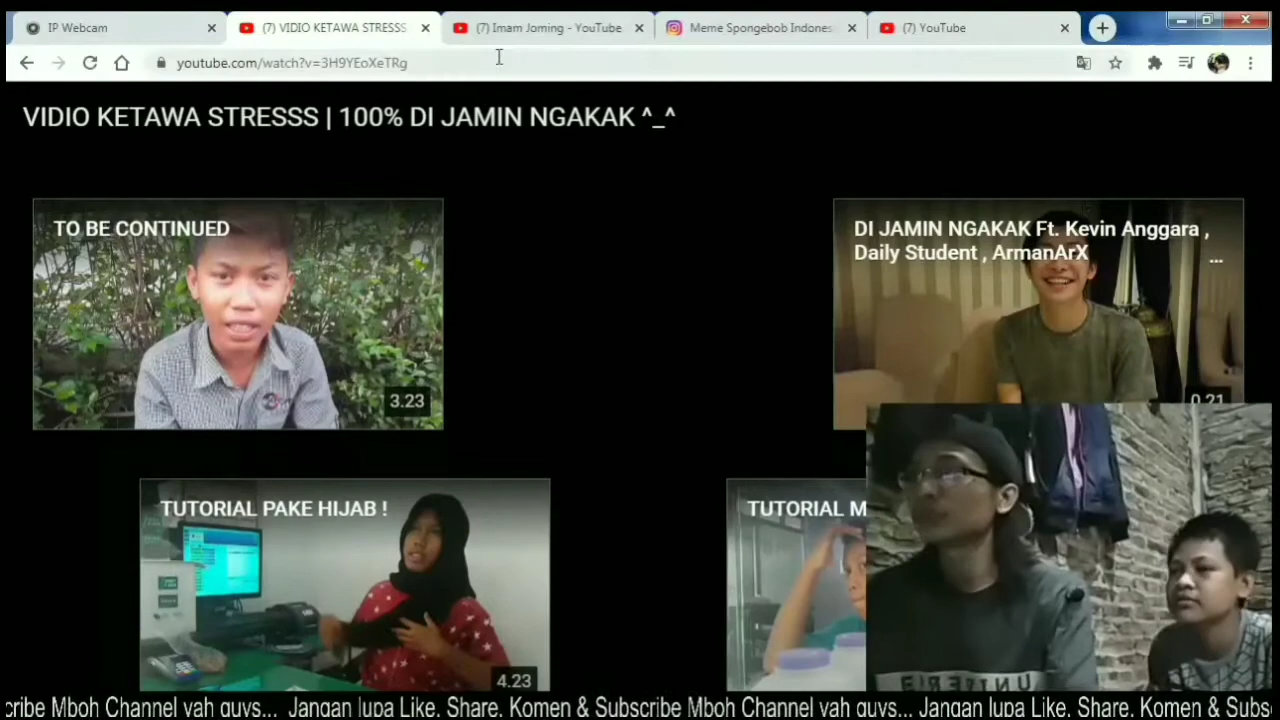 IP Webcam
(7) VIDIO KETAWA STRESSS
(7) Imam Joming - YouTube
Meme Spongebob Indones
(7) YouTube
youtube.com/watch?v=3H9YEoXeTRg
VIDIO KETAWA STRESSS | 100% DI JAMIN NGAKAK ^_^
TO BE CONTINUED
3.23
DI JAMIN NGAKAK Ft. Kevin Anggara ,
Daily Student , ArmanArX
...
0.21
TUTORIAL PAKE HIJAB !
4.23
TUTORIAL M
cribe Mboh Channel yah guys... Jangan lupa Like, Share, Komen & Subscribe Mboh Channel yah guys... Jangan lupa Like, Share, Komen & Subs